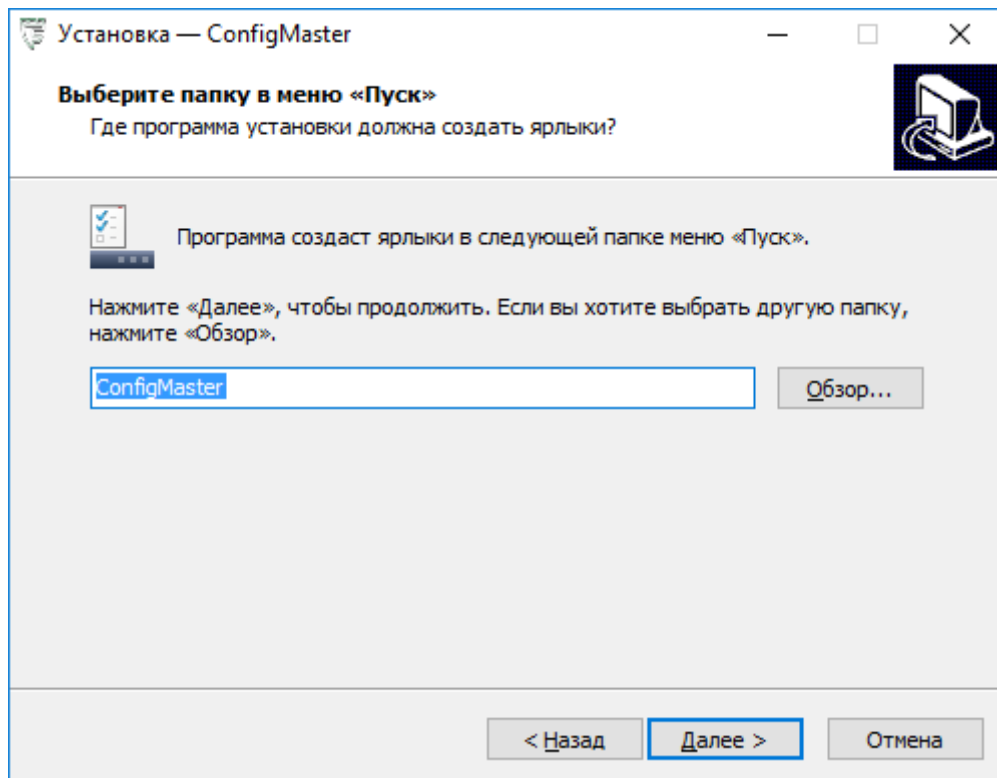 Установка — ConfigMaster
Выберите папку в меню «Пуск»
Где программа установки должна создать ярлыки?
Программа создаст ярлыки в следующей папке меню «Пуск».
Нажмите «Далее», чтобы продолжить. Если вы хотите выбрать другую папку,
нажмите «Обзор».
ConfigMaster
Обзор...
< Назад
Далее >
Отмена